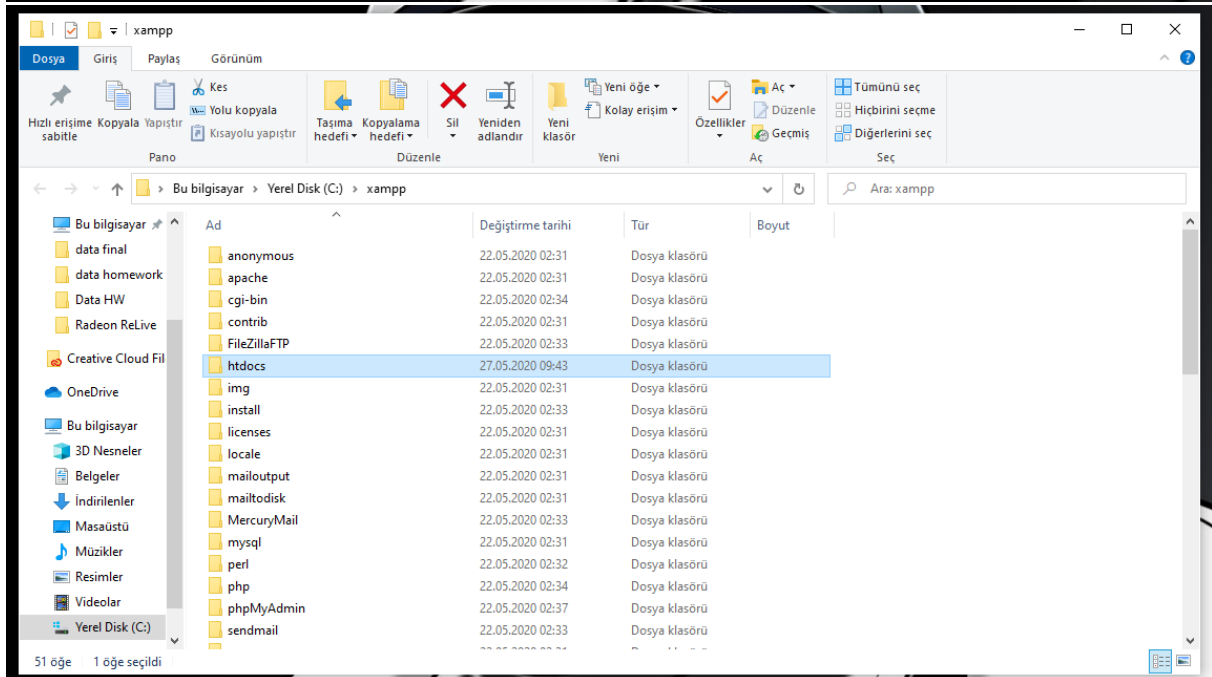 xampp
Dosya Giriş Paylaş Görünüm
Hızlı erişime sabitle
Kopyala
Yapıştır
Kes
Yolu kopyala
Kısayolu yapıştır
Pano
Taşıma hedefi
Kopyalama hedefi
Sil
Yeniden adlandır
Düzenle
Yeni klasör
Yeni öğe
Kolay erişim
Yeni
Özellikler
Aç
Düzenle
Geçmiş
Aç
Tümünü seç
Hiçbirini seçme
Diğerlerini seç
Seç
Bu bilgisayar > Yerel Disk (C:) > xampp
Ara: xampp
Bu bilgisayar
data final
data homework
Data HW
Radeon ReLive
Creative Cloud Fil
OneDrive
Bu bilgisayar
3D Nesneler
Belgeler
İndirilenler
Masaüstü
Müzikler
Resimler
Videolar
Yerel Disk (C:)
Ad Değiştirme tarihi Tür Boyut
anonymous 22.05.2020 02:31 Dosya klasörü
apache 22.05.2020 02:31 Dosya klasörü
cgi-bin 22.05.2020 02:34 Dosya klasörü
contrib 22.05.2020 02:31 Dosya klasörü
FileZillaFTP 22.05.2020 02:33 Dosya klasörü
htdocs 27.05.2020 09:43 Dosya klasörü
img 22.05.2020 02:31 Dosya klasörü
install 22.05.2020 02:33 Dosya klasörü
licenses 22.05.2020 02:31 Dosya klasörü
locale 22.05.2020 02:31 Dosya klasörü
mailoutput 22.05.2020 02:31 Dosya klasörü
mailtodisk 22.05.2020 02:31 Dosya klasörü
MercuryMail 22.05.2020 02:33 Dosya klasörü
mysql 22.05.2020 02:31 Dosya klasörü
perl 22.05.2020 02:32 Dosya klasörü
php 22.05.2020 02:34 Dosya klasörü
phpMyAdmin 22.05.2020 02:37 Dosya klasörü
sendmail 22.05.2020 02:33 Dosya klasörü
51 öğe 1 öğe seçildi